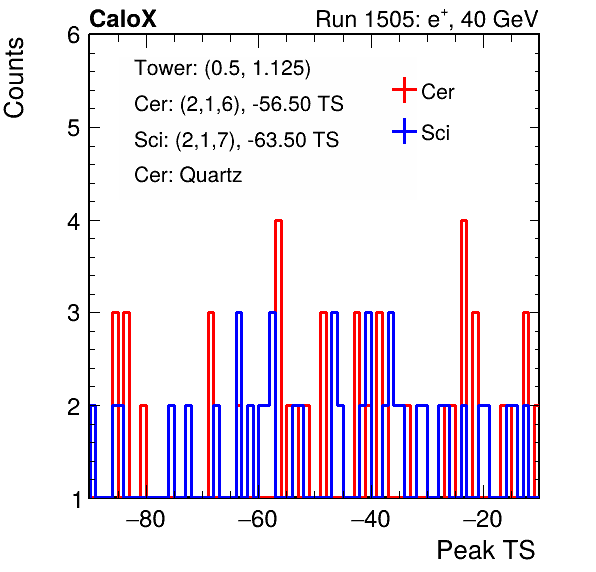 CaloX Run 1505: e⁺, 40 GeV
Counts
6
Tower: (0.5, 1.125)
Cer: (2,1,6), -56.50 TS
Sci: (2,1,7), -63.50 TS
Cer: Quartz
Cer
Sci
5
4
3
2
1
−80 −60 −40 −20
Peak TS